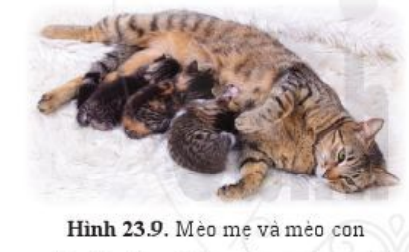 Hình 23.9. Mèo mẹ và mèo con